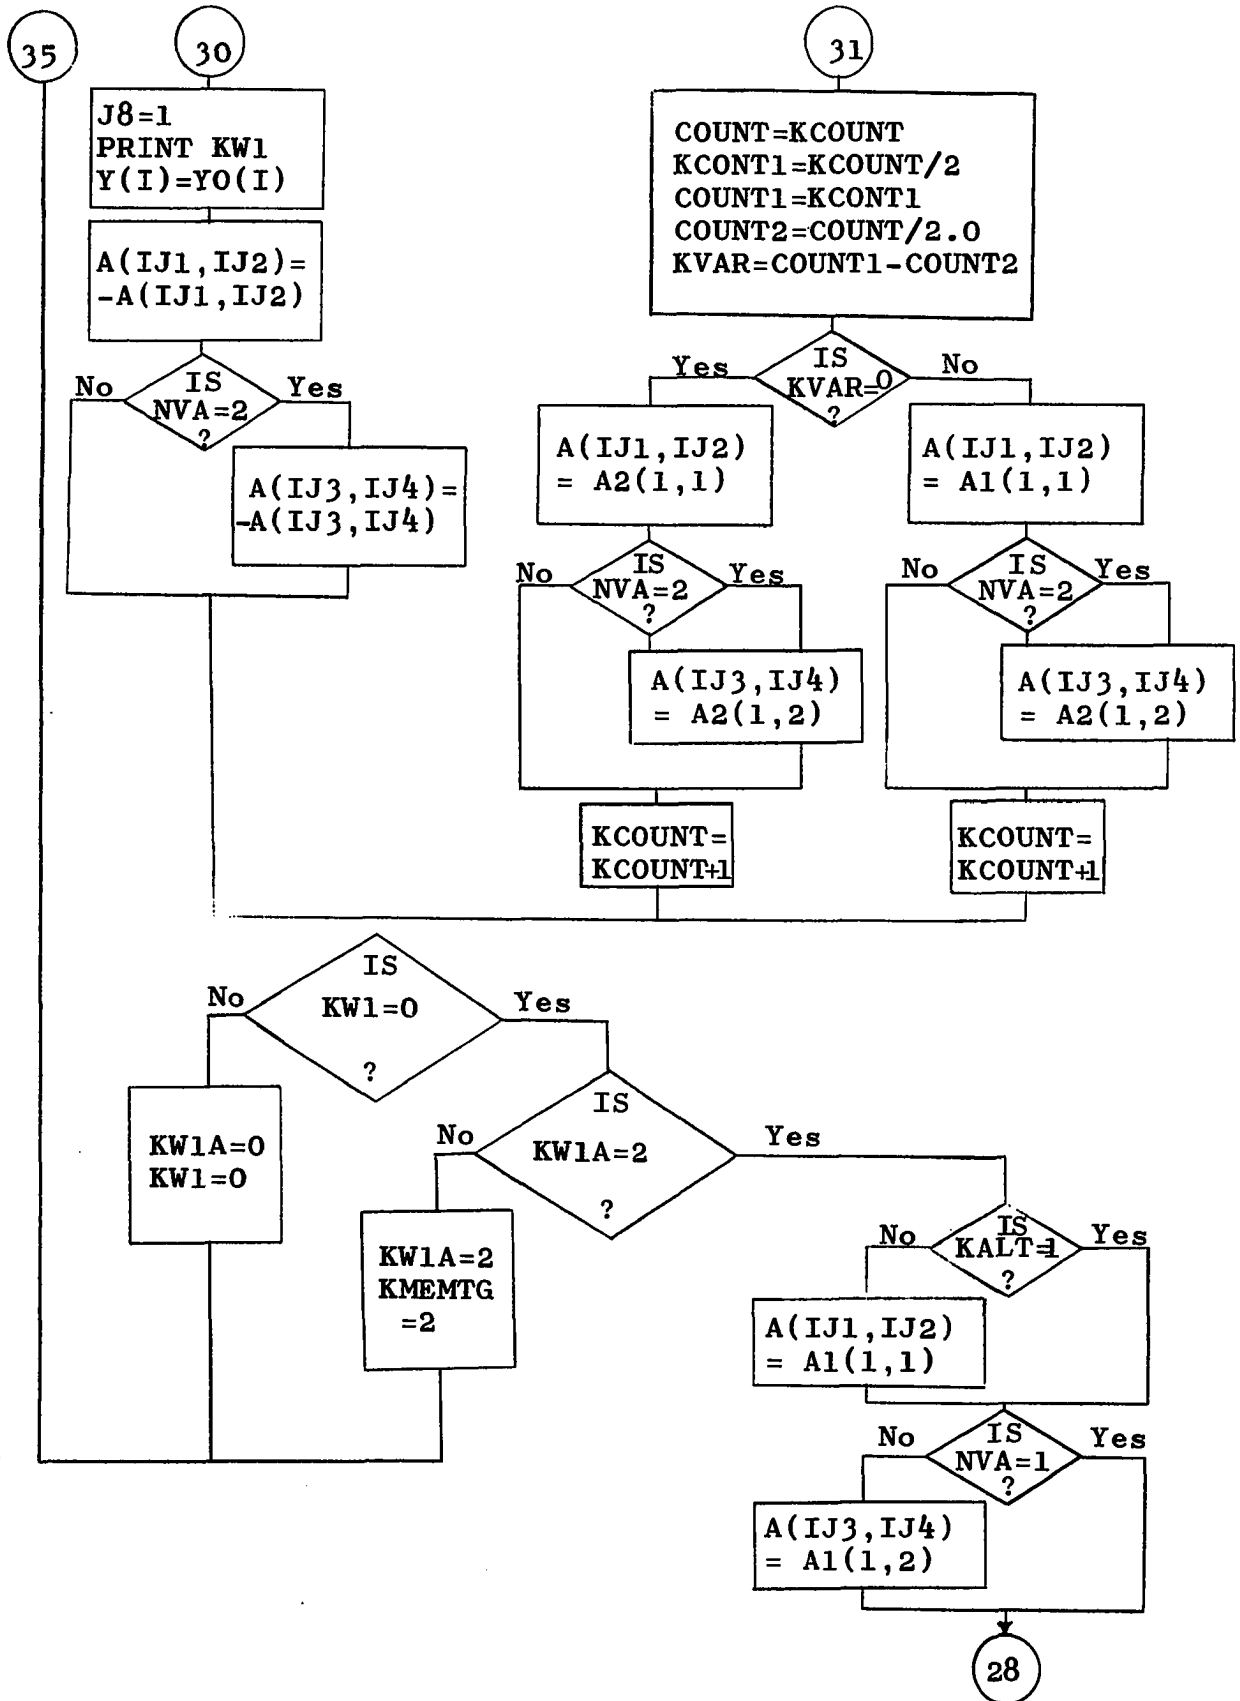 35
30
31
J8=1
PRINT KW1
Y(I)=YO(I)
A(IJ1,IJ2)=
-A(IJ1,IJ2)
IS
NVA=2
?
No
Yes
A(IJ3,IJ4)=
-A(IJ3,IJ4)
COUNT=KCOUNT
KCONT1=KCOUNT/2
COUNT1=KCONT1
COUNT2=COUNT/2.0
KVAR=COUNT1-COUNT2
IS
KVAR=0
?
Yes
No
A(IJ1,IJ2)
= A2(1,1)
A(IJ1,IJ2)
= A1(1,1)
No
IS
NVA=2
?
Yes
No
IS
NVA=2
?
Yes
A(IJ3,IJ4)
= A2(1,2)
A(IJ3,IJ4)
= A2(1,2)
KCOUNT=
KCOUNT+1
KCOUNT=
KCOUNT+1
IS
KW1=0
?
No
Yes
KW1A=0
KW1=0
IS
KW1A=2
?
No
Yes
KW1A=2
KMEMTG
=2
IS
KALT=1
?
No
Yes
A(IJ1,IJ2)
= A1(1,1)
No
IS
NVA=1
?
Yes
A(IJ3,IJ4)
= A1(1,2)
28